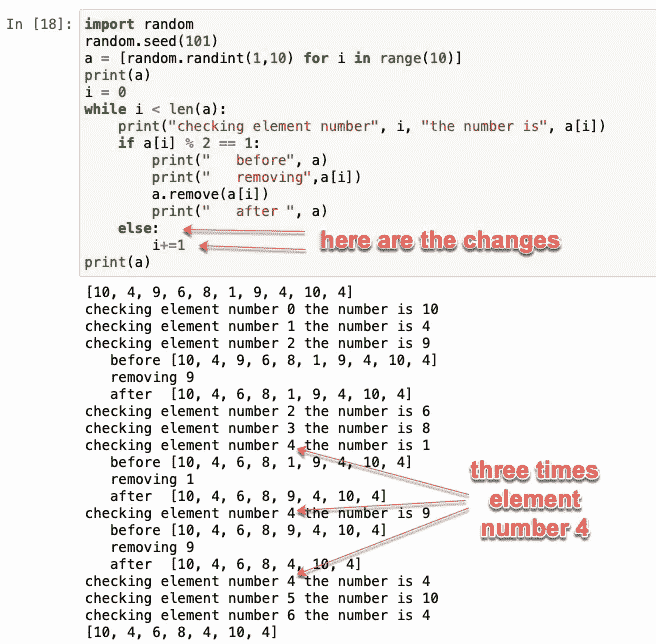 In [18]: import random
random.seed(101)
a = [random.randint(1,10) for i in range(10)]
print(a)
i = 0
while i < len(a):
    print("checking element number", i, "the number is", a[i])
    if a[i] % 2 == 1:
        print("   before", a)
        print("   removing",a[i])
        a.remove(a[i])
        print("   after ", a)
    else:
        i+=1
here are the changes
print(a)
[10, 4, 9, 6, 8, 1, 9, 4, 10, 4]
checking element number 0 the number is 10
checking element number 1 the number is 4
checking element number 2 the number is 9
   before [10, 4, 9, 6, 8, 1, 9, 4, 10, 4]
   removing 9
   after  [10, 4, 6, 8, 1, 9, 4, 10, 4]
checking element number 2 the number is 6
checking element number 3 the number is 8
checking element number 4 the number is 1
   before [10, 4, 6, 8, 1, 9, 4, 10, 4]
   removing 1
   after  [10, 4, 6, 8, 9, 4, 10, 4]
checking element number 4 the number is 9
   before [10, 4, 6, 8, 9, 4, 10, 4]
   removing 9
   after  [10, 4, 6, 8, 4, 10, 4]
checking element number 4 the number is 4
checking element number 5 the number is 10
checking element number 6 the number is 4
[10, 4, 6, 8, 4, 10, 4]
three times
element
number 4